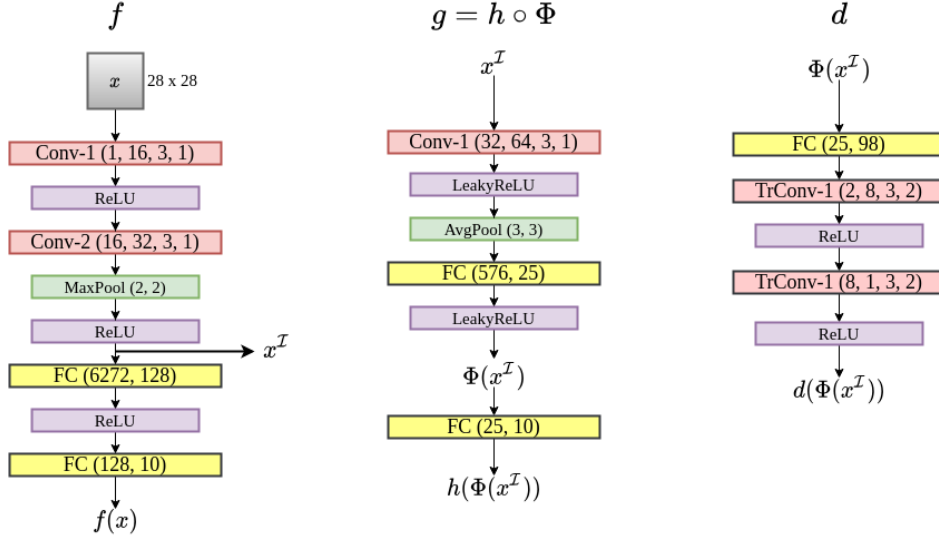 f
x
28 x 28
Conv-1 (1, 16, 3, 1)
ReLU
Conv-2 (16, 32, 3, 1)
MaxPool (2, 2)
ReLU
x^ℐ
FC (6272, 128)
ReLU
FC (128, 10)
f(x)
g = h ∘ Φ
x^ℐ
Conv-1 (32, 64, 3, 1)
LeakyReLU
AvgPool (3, 3)
FC (576, 25)
LeakyReLU
Φ(x^ℐ)
FC (25, 10)
h(Φ(x^ℐ))
d
Φ(x^ℐ)
FC (25, 98)
TrConv-1 (2, 8, 3, 2)
ReLU
TrConv-1 (8, 1, 3, 2)
ReLU
d(Φ(x^ℐ))